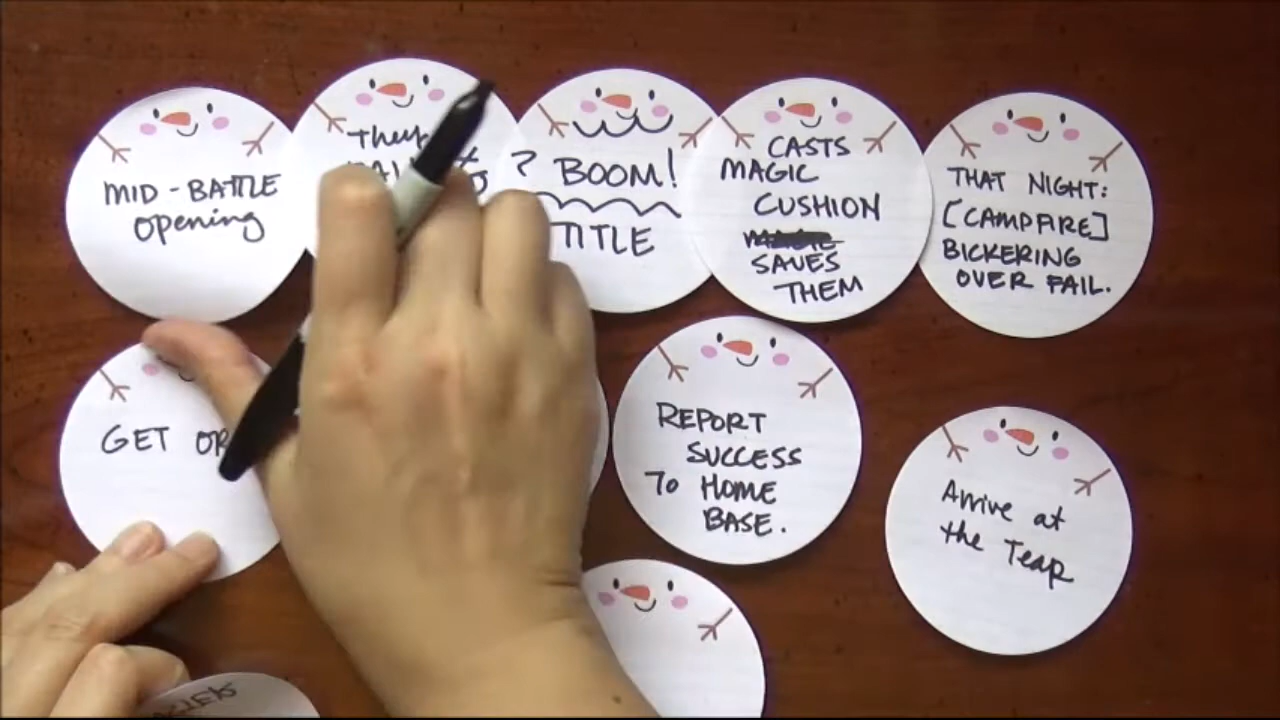 MID-BATTLE
opening
They
? BOOM!
TITLE
CASTS
MAGIC
CUSHION
SAVES
THEM
THAT NIGHT:
[CAMPFIRE]
BICKERING
OVER FAIL.
GET
REPORT
SUCCESS
TO HOME
BASE.
Arrive at
the Tear